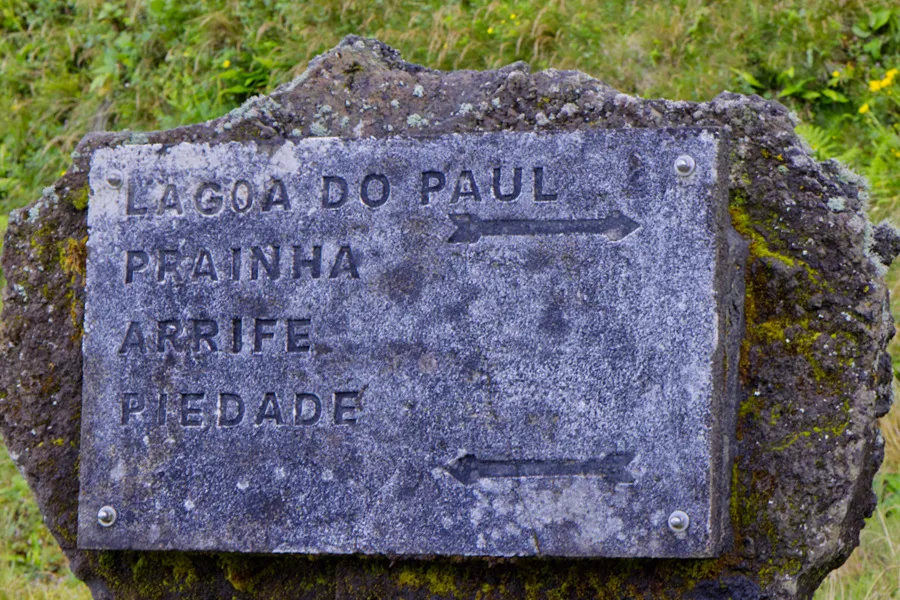 LAGOA DO PAUL
PRAINHA
ARRIFE
PIEDADE